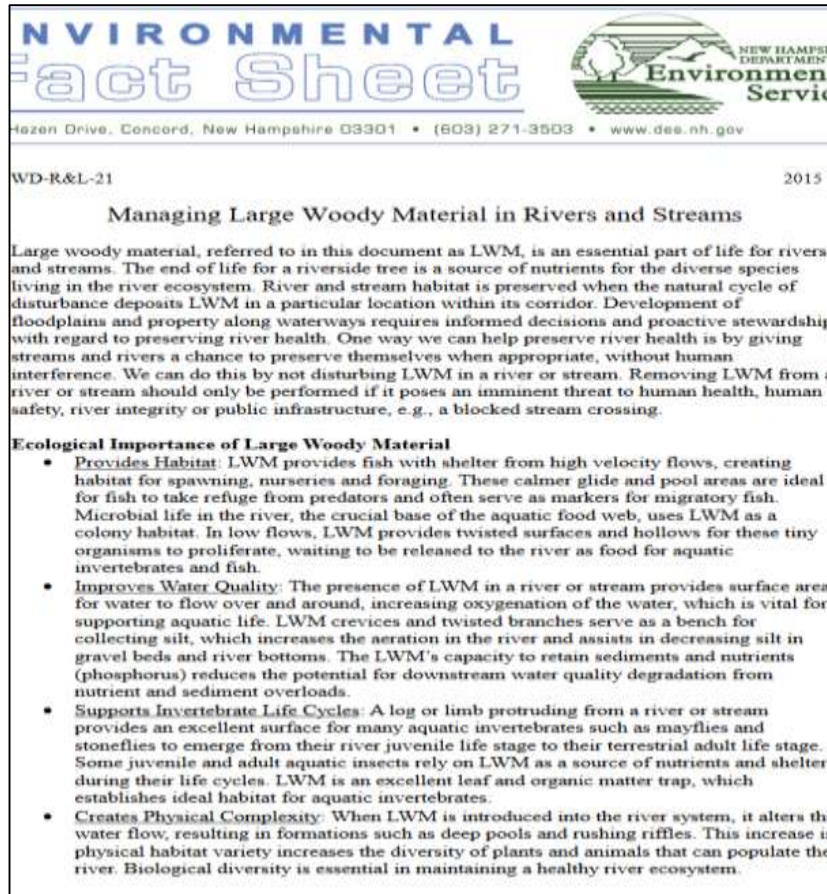 NVIRONMENTAL
Fact Sheet
NEW HAMPSHI
DEPARTMENT
Environmen
Servic
Hazen Drive, Concord, New Hampshire 03301 • (603) 271-3503 • www.des.nh.gov
WD-R&L-21 2015
Managing Large Woody Material in Rivers and Streams
Large woody material, referred to in this document as LWM, is an essential part of life for rivers
and streams. The end of life for a riverside tree is a source of nutrients for the diverse species
living in the river ecosystem. River and stream habitat is preserved when the natural cycle of
disturbance deposits LWM in a particular location within its corridor. Development of
floodplains and property along waterways requires informed decisions and proactive stewardship
with regard to preserving river health. One way we can help preserve river health is by giving
streams and rivers a chance to preserve themselves when appropriate, without human
interference. We can do this by not disturbing LWM in a river or stream. Removing LWM from a
river or stream should only be performed if it poses an imminent threat to human health, human
safety, river integrity or public infrastructure, e.g., a blocked stream crossing.
Ecological Importance of Large Woody Material
• Provides Habitat: LWM provides fish with shelter from high velocity flows, creating
habitat for spawning, nurseries and foraging. These calmer glide and pool areas are ideal
for fish to take refuge from predators and often serve as markers for migratory fish.
Microbial life in the river, the crucial base of the aquatic food web, uses LWM as a
colony habitat. In low flows, LWM provides twisted surfaces and hollows for these tiny
organisms to proliferate, waiting to be released to the river as food for aquatic
invertebrates and fish.
• Improves Water Quality: The presence of LWM in a river or stream provides surface area
for water to flow over and around, increasing oxygenation of the water, which is vital for
supporting aquatic life. LWM crevices and twisted branches serve as a bench for
collecting silt, which increases the aeration in the river and assists in decreasing silt in
gravel beds and river bottoms. The LWM's capacity to retain sediments and nutrients
(phosphorus) reduces the potential for downstream water quality degradation from
nutrient and sediment overloads.
• Supports Invertebrate Life Cycles: A log or limb protruding from a river or stream
provides an excellent surface for many aquatic invertebrates such as mayflies and
stoneflies to emerge from their river juvenile life stage to their terrestrial adult life stage.
Some juvenile and adult aquatic insects rely on LWM as a source of nutrients and shelter
during their life cycles. LWM is an excellent leaf and organic matter trap, which
establishes ideal habitat for aquatic invertebrates.
• Creates Physical Complexity: When LWM is introduced into the river system, it alters th
water flow, resulting in formations such as deep pools and rushing riffles. This increase i
physical habitat variety increases the diversity of plants and animals that can populate the
river. Biological diversity is essential in maintaining a healthy river ecosystem.